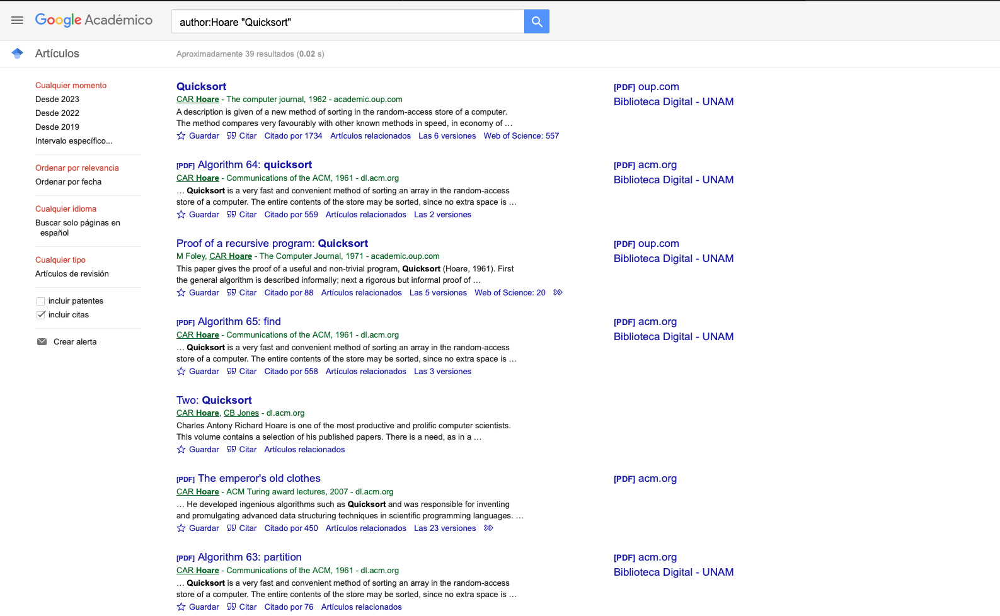 Google Académico
author:Hoare "Quicksort"
Artículos
Aproximadamente 39 resultados (0.02 s)
Cualquier momento
Desde 2023
Desde 2022
Desde 2019
Intervalo específico...
Ordenar por relevancia
Ordenar por fecha
Cualquier idioma
Buscar solo páginas en
español
Cualquier tipo
Artículos de revisión
incluir patentes
incluir citas
Crear alerta
Quicksort
CAR Hoare - The computer journal, 1962 - academic.oup.com
A description is given of a new method of sorting in the random-access store of a computer.
The method compares very favourably with other known methods in speed, in economy of …
Guardar Citar Citado por 1734 Artículos relacionados Las 6 versiones Web of Science: 557
[PDF] oup.com
Biblioteca Digital - UNAM
[PDF] Algorithm 64: quicksort
CAR Hoare - Communications of the ACM, 1961 - dl.acm.org
… Quicksort is a very fast and convenient method of sorting an array in the random-access
store of a computer. The entire contents of the store may be sorted, since no extra space is …
Guardar Citar Citado por 559 Artículos relacionados Las 2 versiones
[PDF] acm.org
Biblioteca Digital - UNAM
Proof of a recursive program: Quicksort
M Foley, CAR Hoare - The Computer Journal, 1971 - academic.oup.com
This paper gives the proof of a useful and non-trivial program, Quicksort (Hoare, 1961). First
the general algorithm is described informally; next a rigorous but informal proof of …
Guardar Citar Citado por 88 Artículos relacionados Las 5 versiones Web of Science: 20
[PDF] oup.com
Biblioteca Digital - UNAM
[PDF] Algorithm 65: find
CAR Hoare - Communications of the ACM, 1961 - dl.acm.org
… Quicksort is a very fast and convenient method of sorting an array in the random-access
store of a computer. The entire contents of the store may be sorted, since no extra space is …
Guardar Citar Citado por 558 Artículos relacionados Las 3 versiones
[PDF] acm.org
Biblioteca Digital - UNAM
Two: Quicksort
CAR Hoare, CB Jones - dl.acm.org
Charles Antony Richard Hoare is one of the most productive and prolific computer scientists.
This volume contains a selection of his published papers. There is a need, as in a …
Guardar Citar Artículos relacionados
[PDF] The emperor's old clothes
CAR Hoare - ACM Turing award lectures, 2007 - dl.acm.org
… He developed ingenious algorithms such as Quicksort and was responsible for inventing
and promulgating advanced data structuring techniques in scientific programming languages. …
Guardar Citar Citado por 450 Artículos relacionados Las 23 versiones
[PDF] acm.org
[PDF] Algorithm 63: partition
CAR Hoare - Communications of the ACM, 1961 - dl.acm.org
… Quicksort is a very fast and convenient method of sorting an array in the random-access
store of a computer. The entire contents of the store may be sorted, since no extra space is …
Guardar Citar Citado por 76 Artículos relacionados
[PDF] acm.org
Biblioteca Digital - UNAM